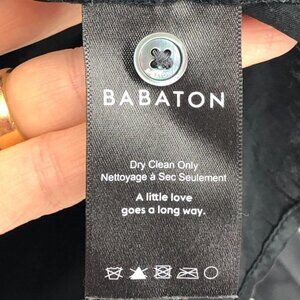 BABATON
Dry Clean Only
Nettoyage à Sec Seulement
A little love
goes a long way.